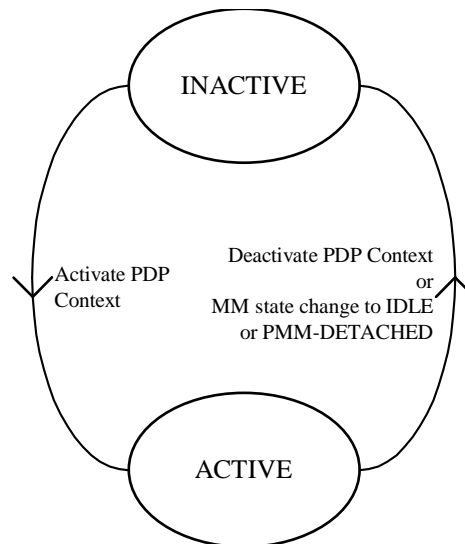 INACTIVE
Activate PDP
Context
Deactivate PDP Context
or
MM state change to IDLE
or PMM-DETACHED
ACTIVE